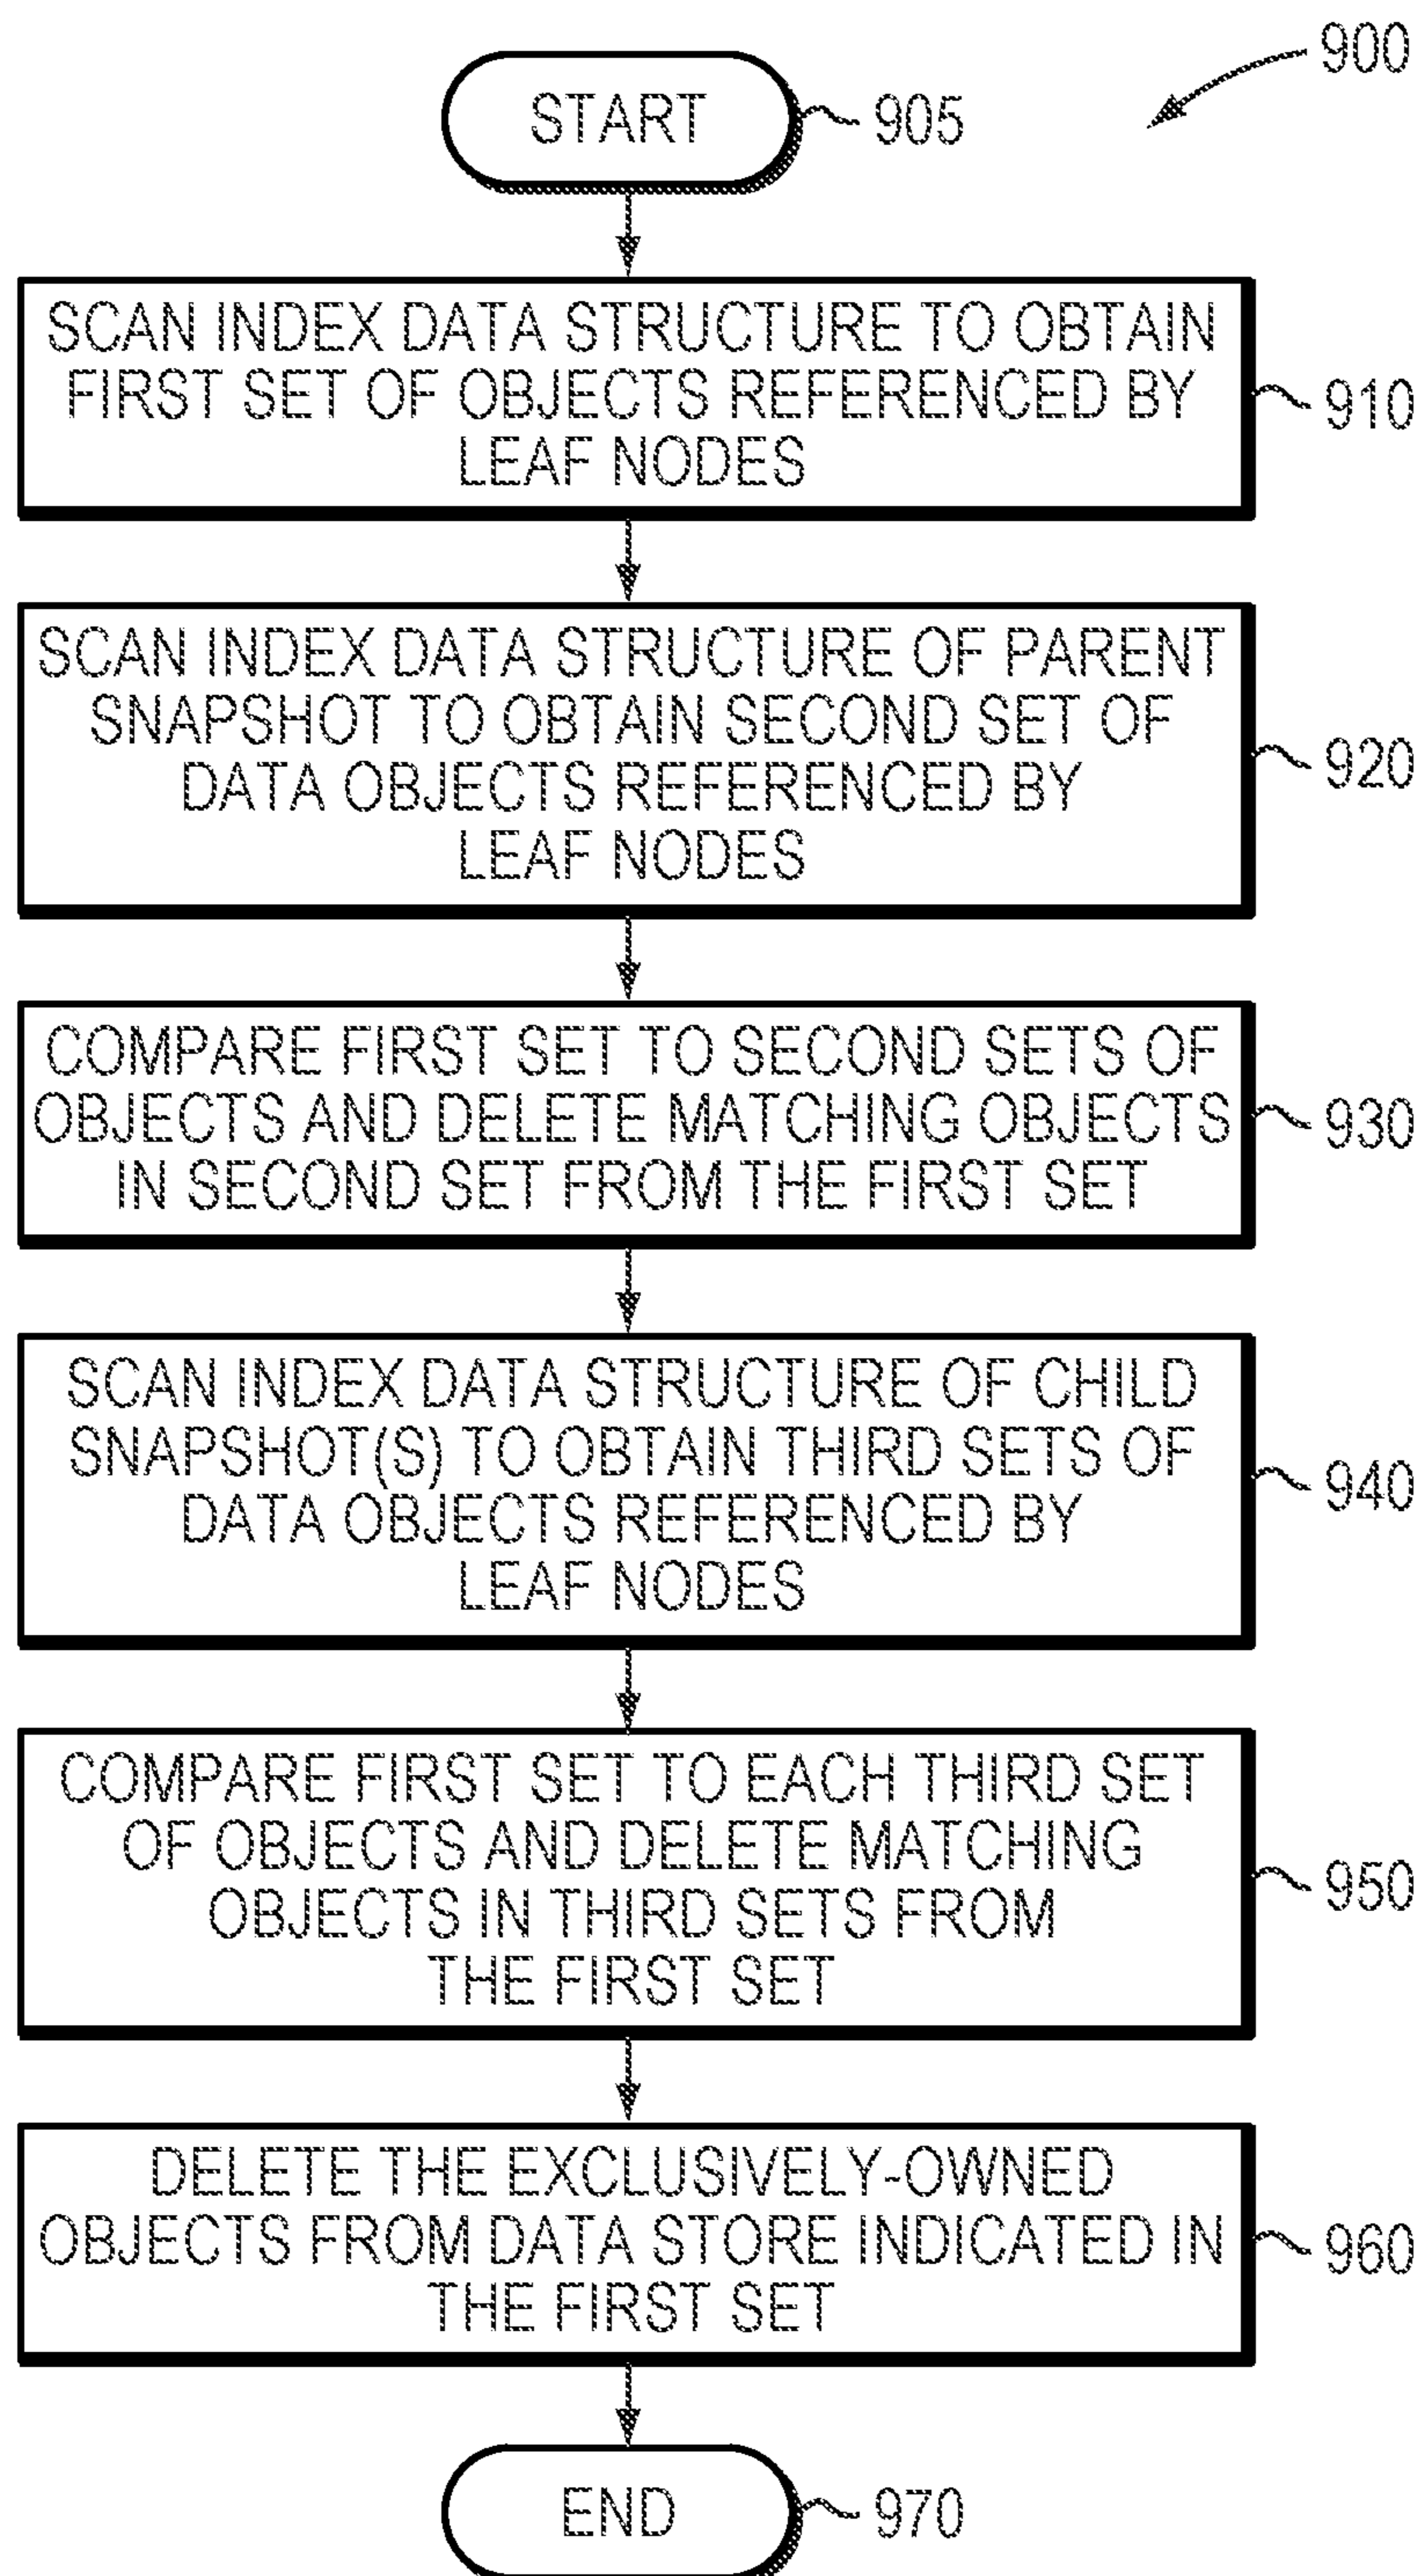 900
START
905
SCAN INDEX DATA STRUCTURE TO OBTAIN
FIRST SET OF OBJECTS REFERENCED BY
LEAF NODES
910
SCAN INDEX DATA STRUCTURE OF PARENT
SNAPSHOT TO OBTAIN SECOND SET OF
DATA OBJECTS REFERENCED BY
LEAF NODES
920
COMPARE FIRST SET TO SECOND SETS OF
OBJECTS AND DELETE MATCHING OBJECTS
IN SECOND SET FROM THE FIRST SET
930
SCAN INDEX DATA STRUCTURE OF CHILD
SNAPSHOT(S) TO OBTAIN THIRD SETS OF
DATA OBJECTS REFERENCED BY
LEAF NODES
940
COMPARE FIRST SET TO EACH THIRD SET
OF OBJECTS AND DELETE MATCHING
OBJECTS IN THIRD SETS FROM
THE FIRST SET
950
DELETE THE EXCLUSIVELY-OWNED
OBJECTS FROM DATA STORE INDICATED IN
THE FIRST SET
960
END
970